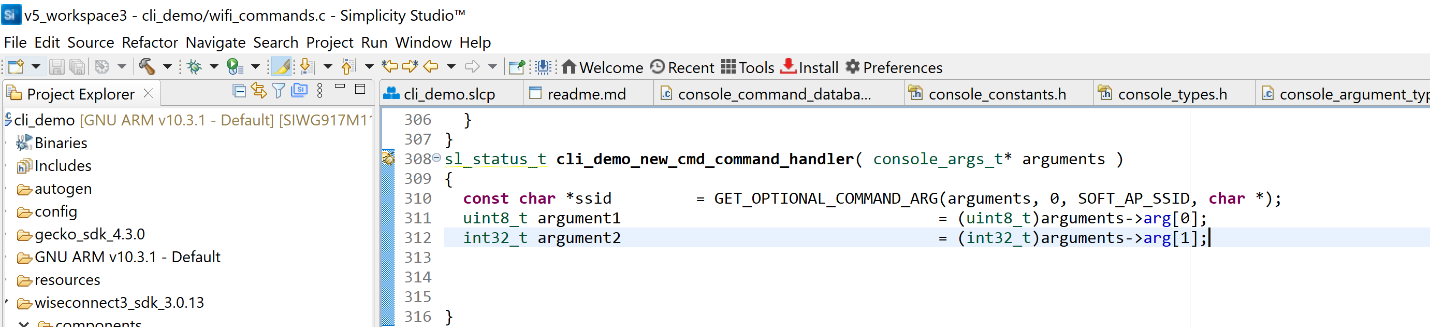 Si v5_workspace3 - cli_demo/wifi_commands.c - Simplicity Studio™
File Edit Source Refactor Navigate Search Project Run Window Help
Welcome Recent Tools Install Preferences
Project Explorer
cli_demo.slcp readme.md console_command_databa... console_constants.h console_types.h console_argument_typ
cli_demo [GNU ARM v10.3.1 - Default] [SIWG917M11
Binaries
Includes
autogen
config
gecko_sdk_4.3.0
GNU ARM v10.3.1 - Default
resources
wiseconnect3_sdk_3.0.13
components
306 }
307 }
308 sl_status_t cli_demo_new_cmd_command_handler( console_args_t* arguments )
309 {
310 const char *ssid = GET_OPTIONAL_COMMAND_ARG(arguments, 0, SOFT_AP_SSID, char *);
311 uint8_t argument1 = (uint8_t)arguments->arg[0];
312 int32_t argument2 = (int32_t)arguments->arg[1];
313
314
315
316 }